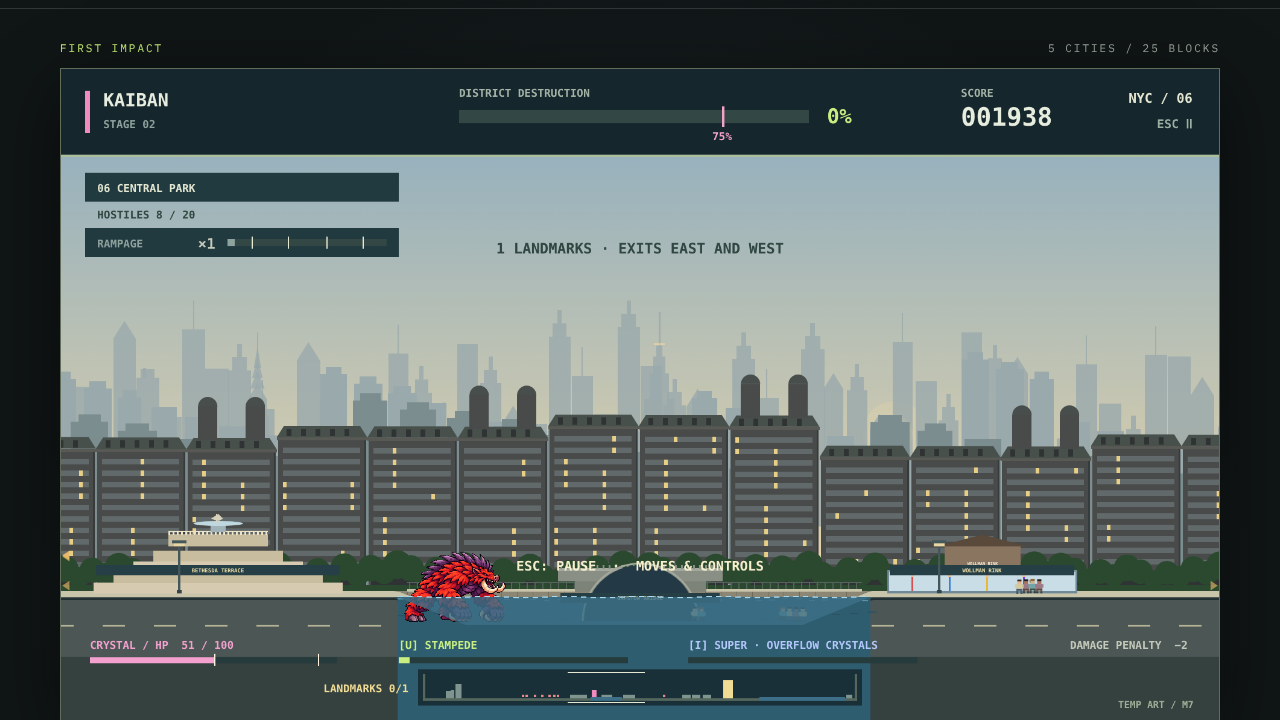 FIRST IMPACT
5 CITIES / 25 BLOCKS
KAIBAN
STAGE 02
DISTRICT DESTRUCTION
0%
75%
SCORE
001938
NYC / 06
ESC II
06 CENTRAL PARK
HOSTILES 8 / 20
RAMPAGE ×1
1 LANDMARKS · EXITS EAST AND WEST
BETHESDA TERRACE
ESC: PAUSE · MOVES & CONTROLS
WOLLMAN RINK
WOLLMAN RINK
CRYSTAL / HP 51 / 100
[U] STAMPEDE
[I] SUPER · OVERFLOW CRYSTALS
DAMAGE PENALTY −2
LANDMARKS 0/1
TEMP ART / M7